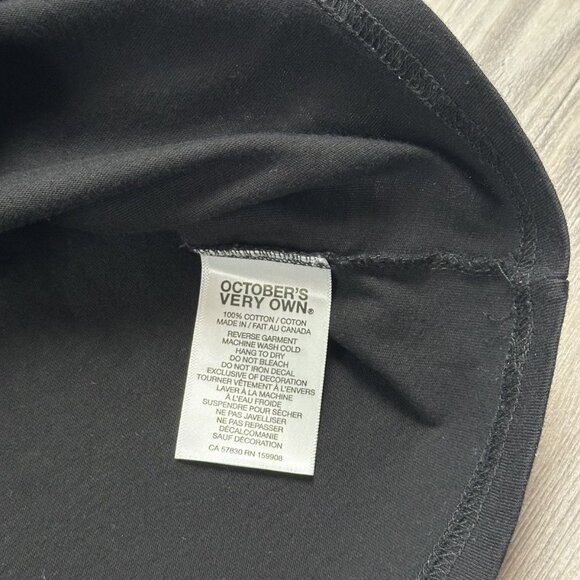 OCTOBER'S
VERY OWN®
100% COTTON / COTON
MADE IN / FAIT AU CANADA
REVERSE GARMENT
MACHINE WASH COLD
HANG TO DRY
DO NOT BLEACH
DO NOT IRON DECAL
EXCLUSIVE OF DECORATION
TOURNER VÊTEMENT À L'ENVERS
LAVER À LA MACHINE
À L'EAU FROIDE
SUSPENDRE POUR SÉCHER
NE PAS JAVELLISER
NE PAS REPASSER
DÉCALCOMANIE
SAUF DÉCORATION
CA 57830 RN 159908